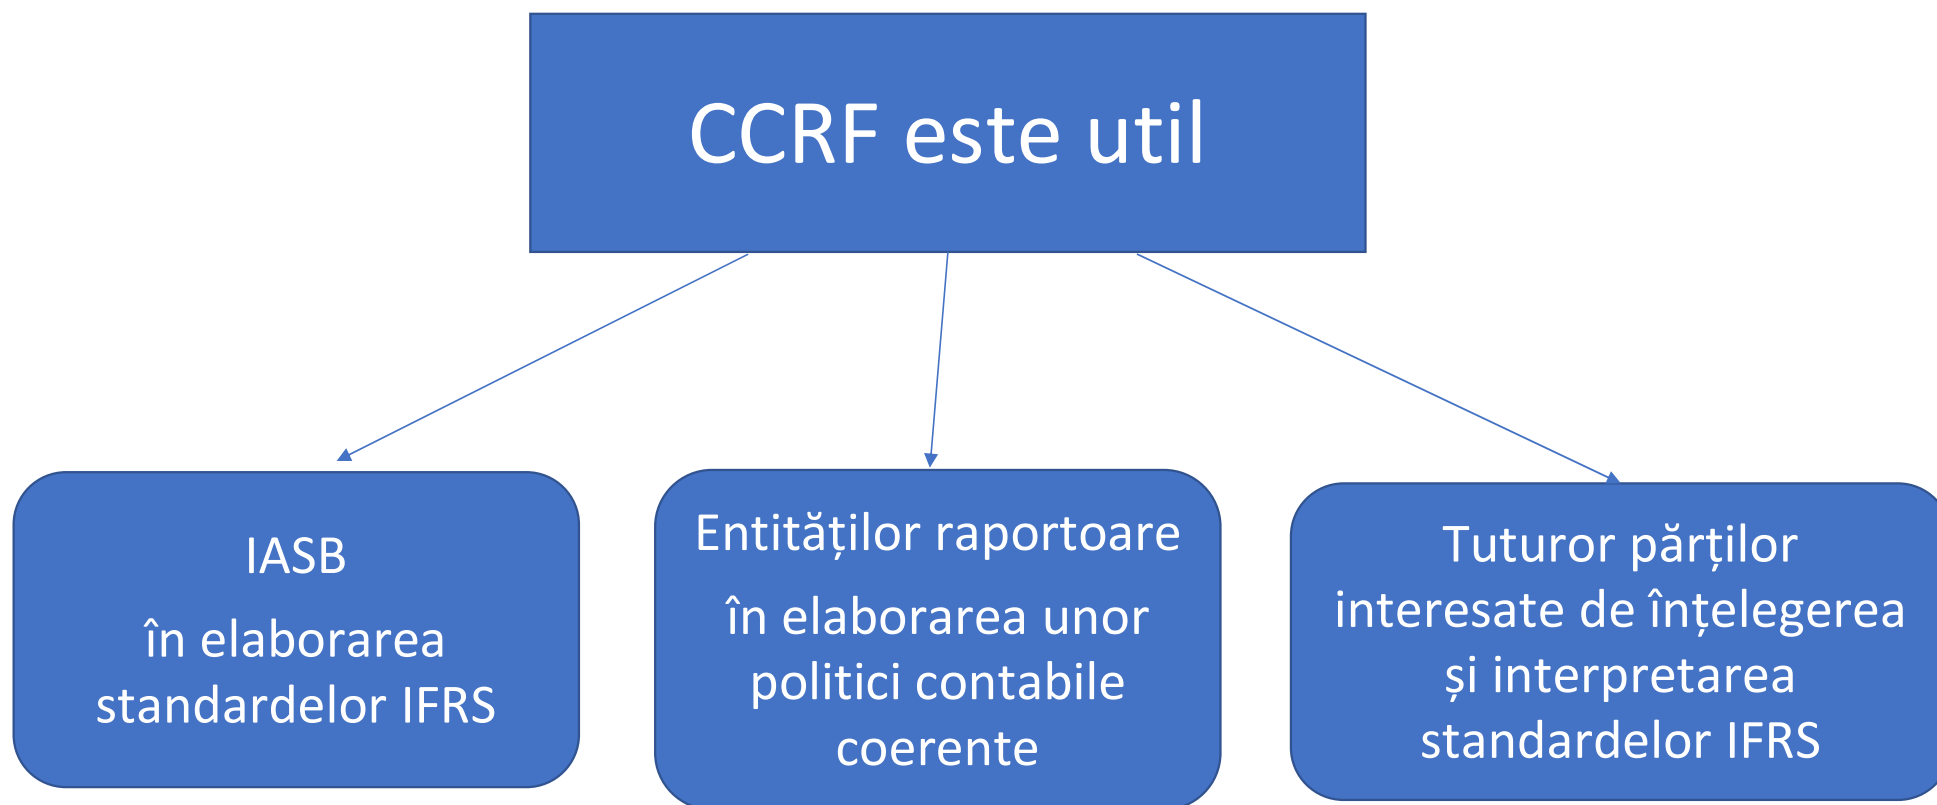 CCRF este util
IASB
în elaborarea
standardelor IFRS
Entităților raportoare
în elaborarea unor
politici contabile
coerente
Tuturor părților
interesate de înțelegerea
și interpretarea
standardelor IFRS